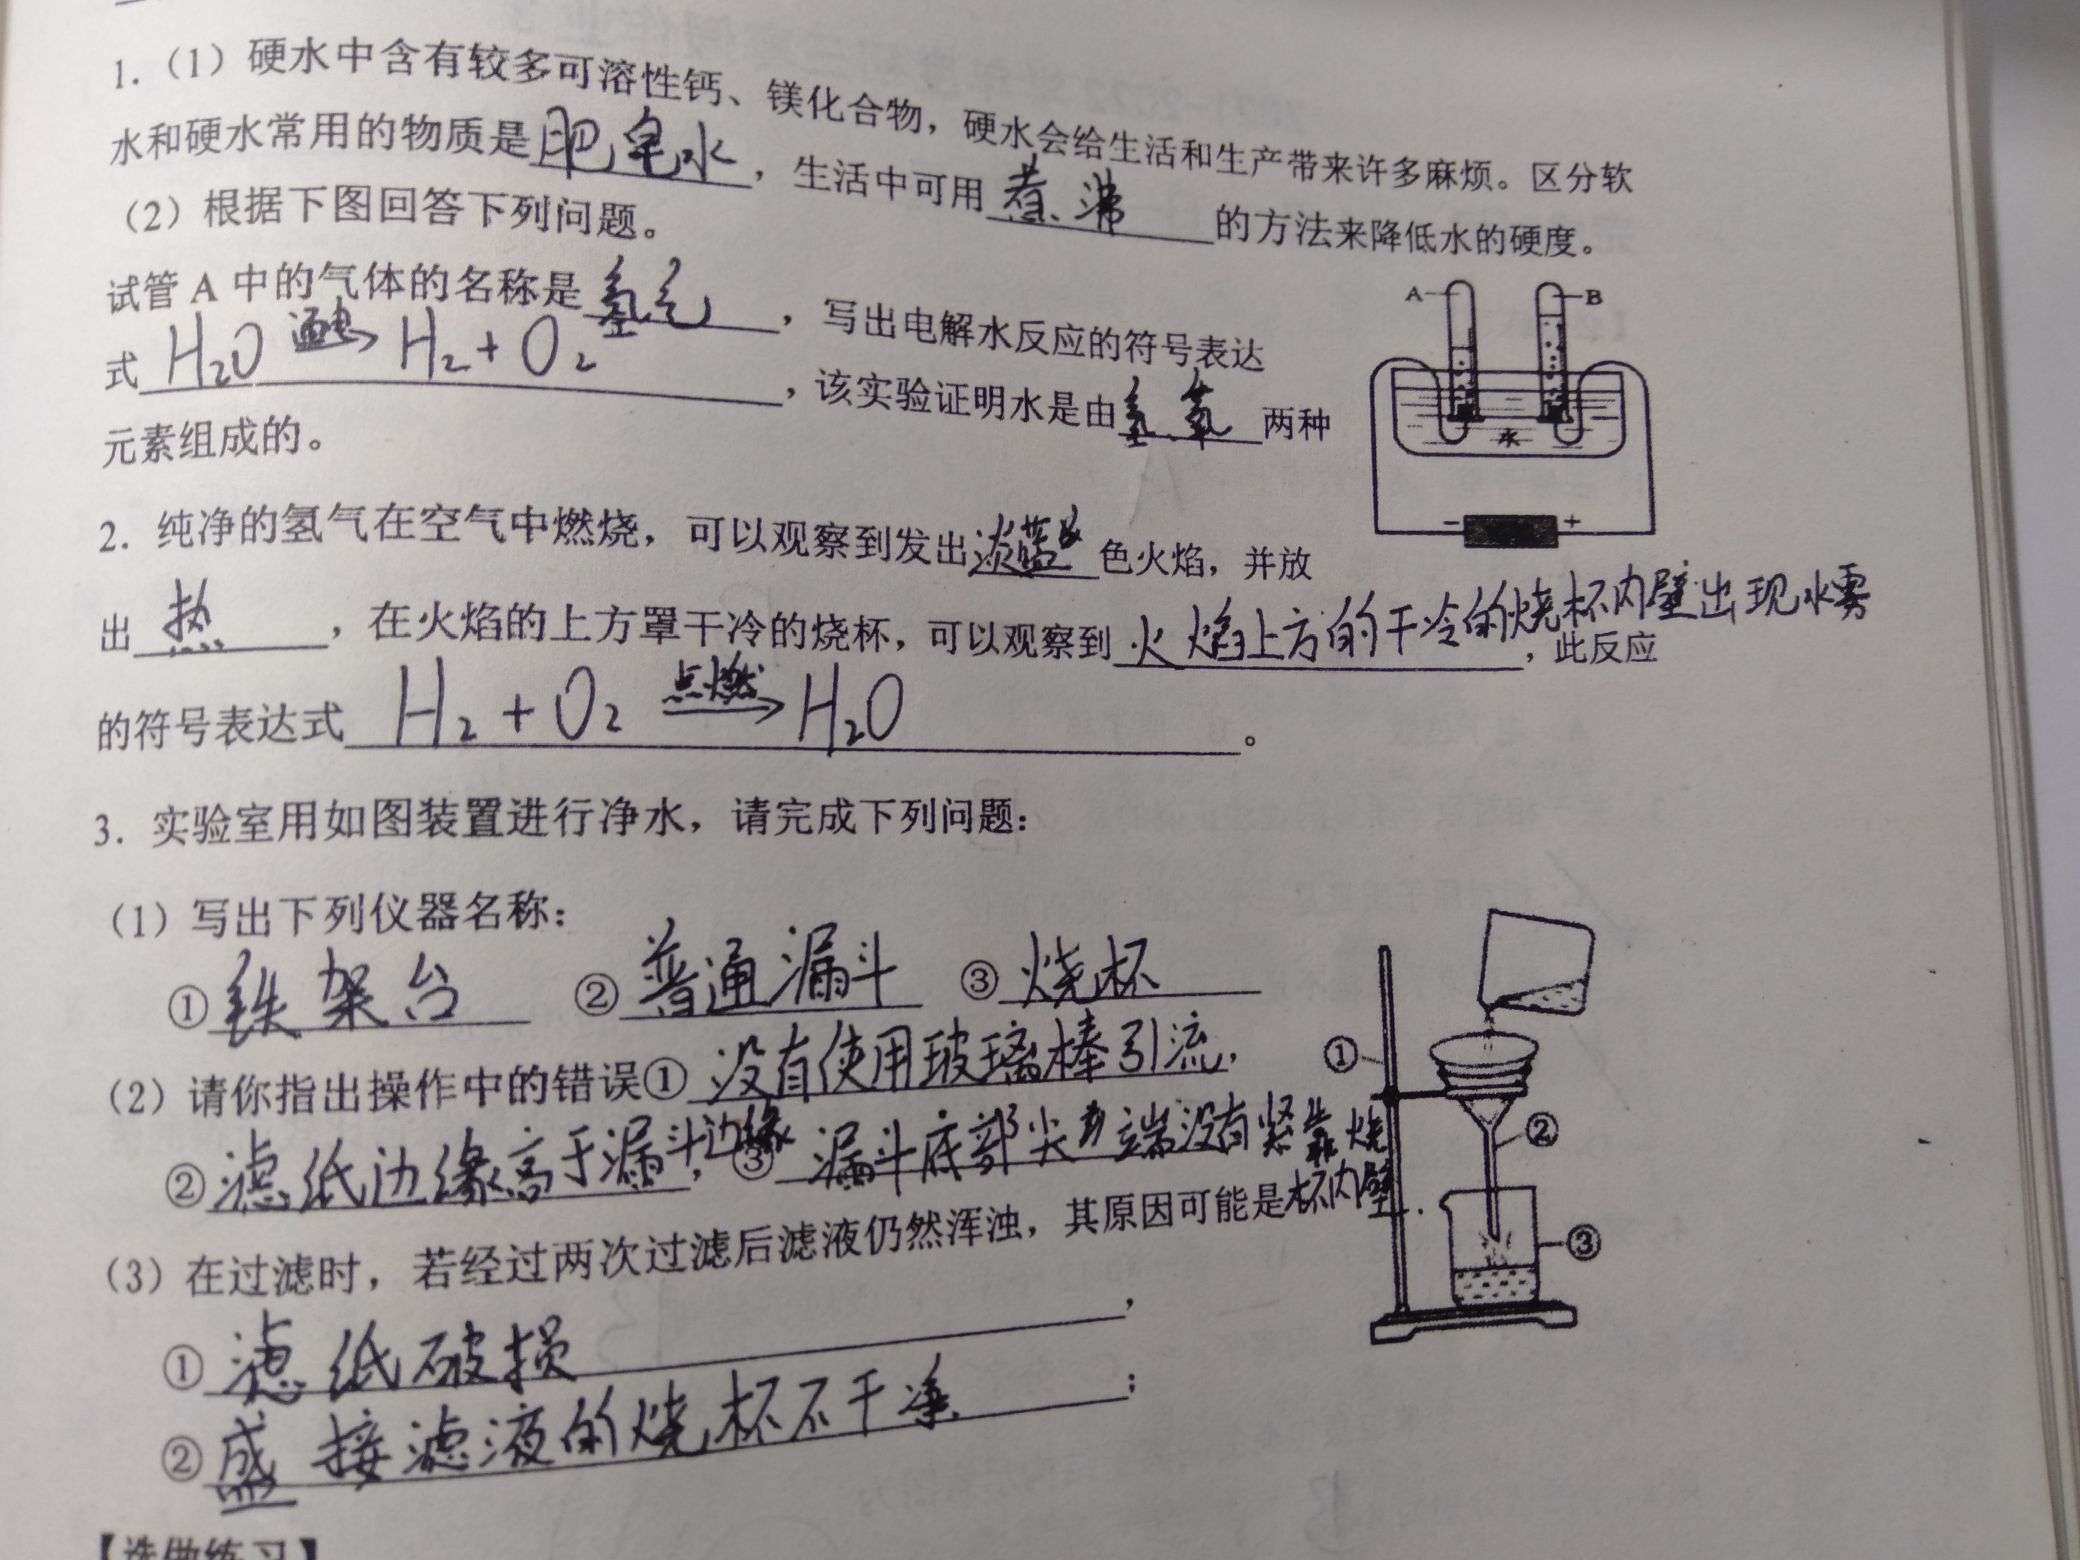 1.（1）硬水中含有较多可溶性钙、镁化合物，硬水会给生活和生产带来许多麻烦。区分软
水和硬水常用的物质是肥皂水，生活中可用煮沸的方法来降低水的硬度。
（2）根据下图回答下列问题。
试管 A 中的气体的名称是氢气，写出电解水反应的符号表达
式 H₂O 通电→ H₂+O₂，该实验证明水是由氢、氧两种
元素组成的。
A B
水
- +
2. 纯净的氢气在空气中燃烧，可以观察到发出淡蓝色火焰，并放
出热，在火焰的上方罩干冷的烧杯，可以观察到火焰上方的干冷的烧杯内壁出现水雾，此反应
的符号表达式 H₂+O₂ 点燃→ H₂O。
3. 实验室用如图装置进行净水，请完成下列问题：
（1）写出下列仪器名称：
①铁架台 ②普通漏斗 ③烧杯
（2）请你指出操作中的错误①没有使用玻璃棒引流，
②滤纸边缘高于漏斗边缘，③漏斗底部尖端没有紧靠烧
杯内壁．
（3）在过滤时，若经过两次过滤后滤液仍然浑浊，其原因可能是
①滤纸破损，
②盛接滤液的烧杯不干净；
①
②
③
【选做练习】